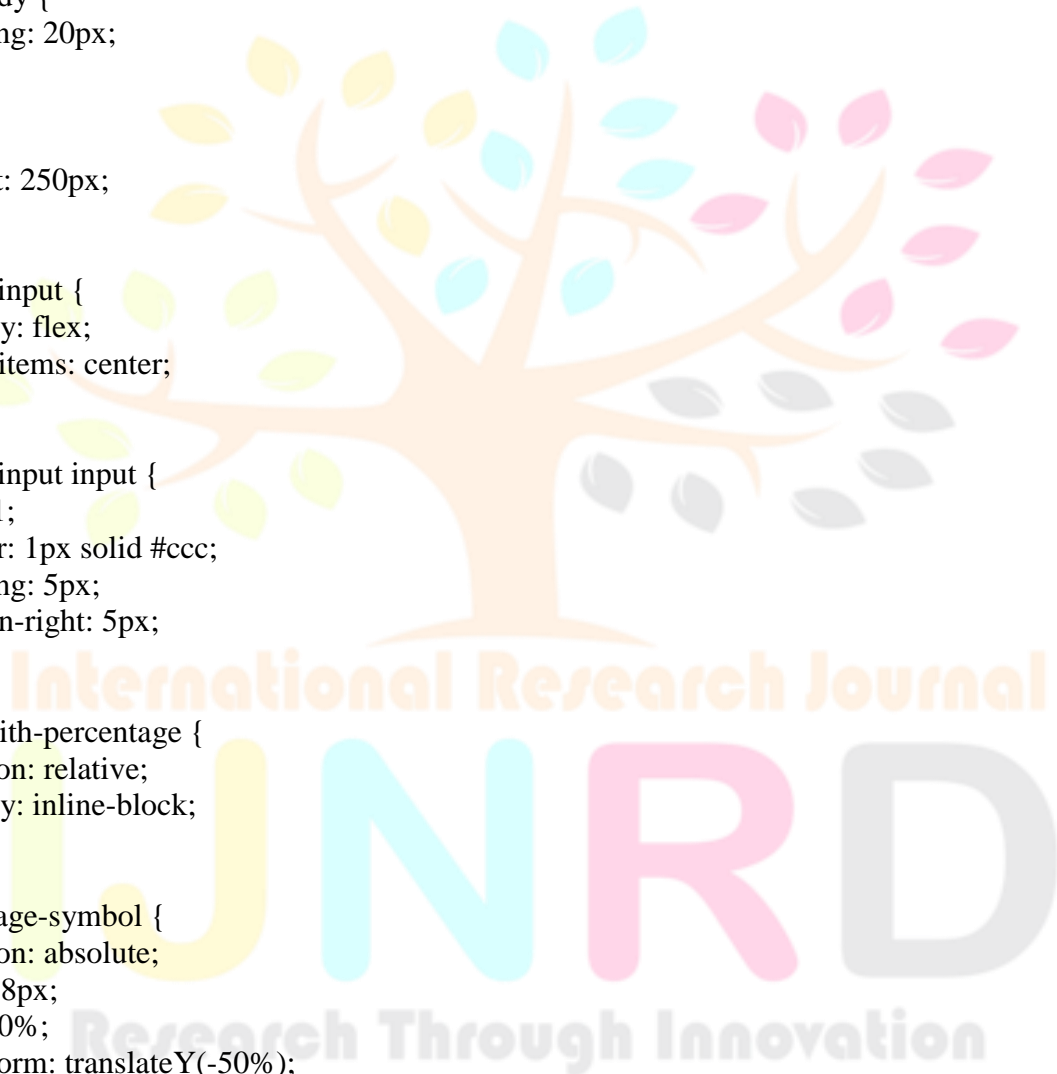 dy {
ng: 20px;
t: 250px;
input {
y: flex;
items: center;
input input {
1;
r: 1px solid #ccc;
ng: 5px;
n-right: 5px;
International Research Journal
ith-percentage {
on: relative;
y: inline-block;
IJNRD
age-symbol {
on: absolute;
8px;
0%;
Research Through Innovation
orm: translateY(-50%);